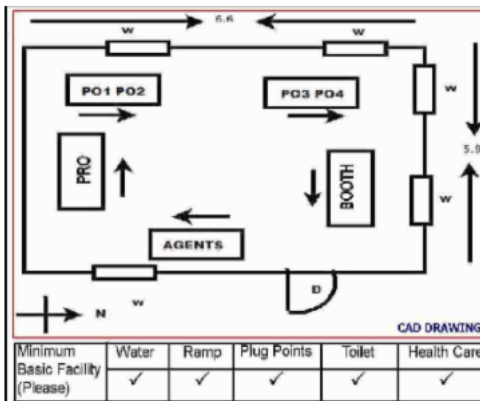 6.6
W W
PO1 PO2 PO3 PO4 W
5.9
PRO BOOTH
W
AGENTS
D
W
N
CAD DRAWING
Minimum Basic Facility (Please) Water Ramp Plug Points Toilet Health Care
✓ ✓ ✓ ✓ ✓